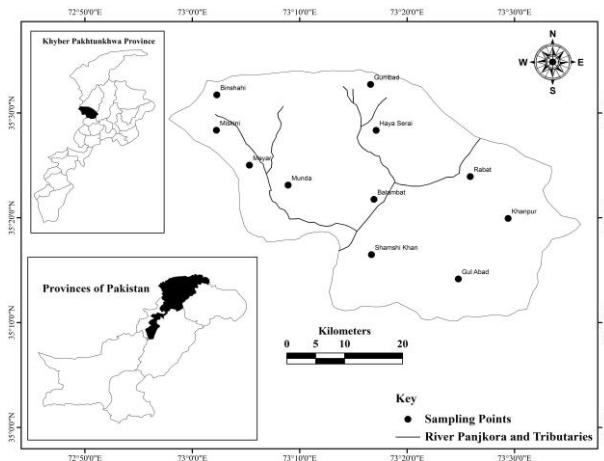 72°50'0"E 73°0'0"E 73°10'0"E 73°20'0"E 73°30'0"E
Khyber Pakhtunkhwa Province
N
W E
S
Gumbad
Binshahi
35°30'0"N
Mishini
Haya Serai
Mayar
Munda
Rabat
Balambat
Khanpur
35°20'0"N
Shamshi Khan
Gul Abad
Provinces of Pakistan
35°10'0"N
Kilometers
0 5 10 20
Key
Sampling Points
River Panjkora and Tributaries
35°0'0"N
72°50'0"E 73°0'0"E 73°10'0"E 73°20'0"E 73°30'0"E